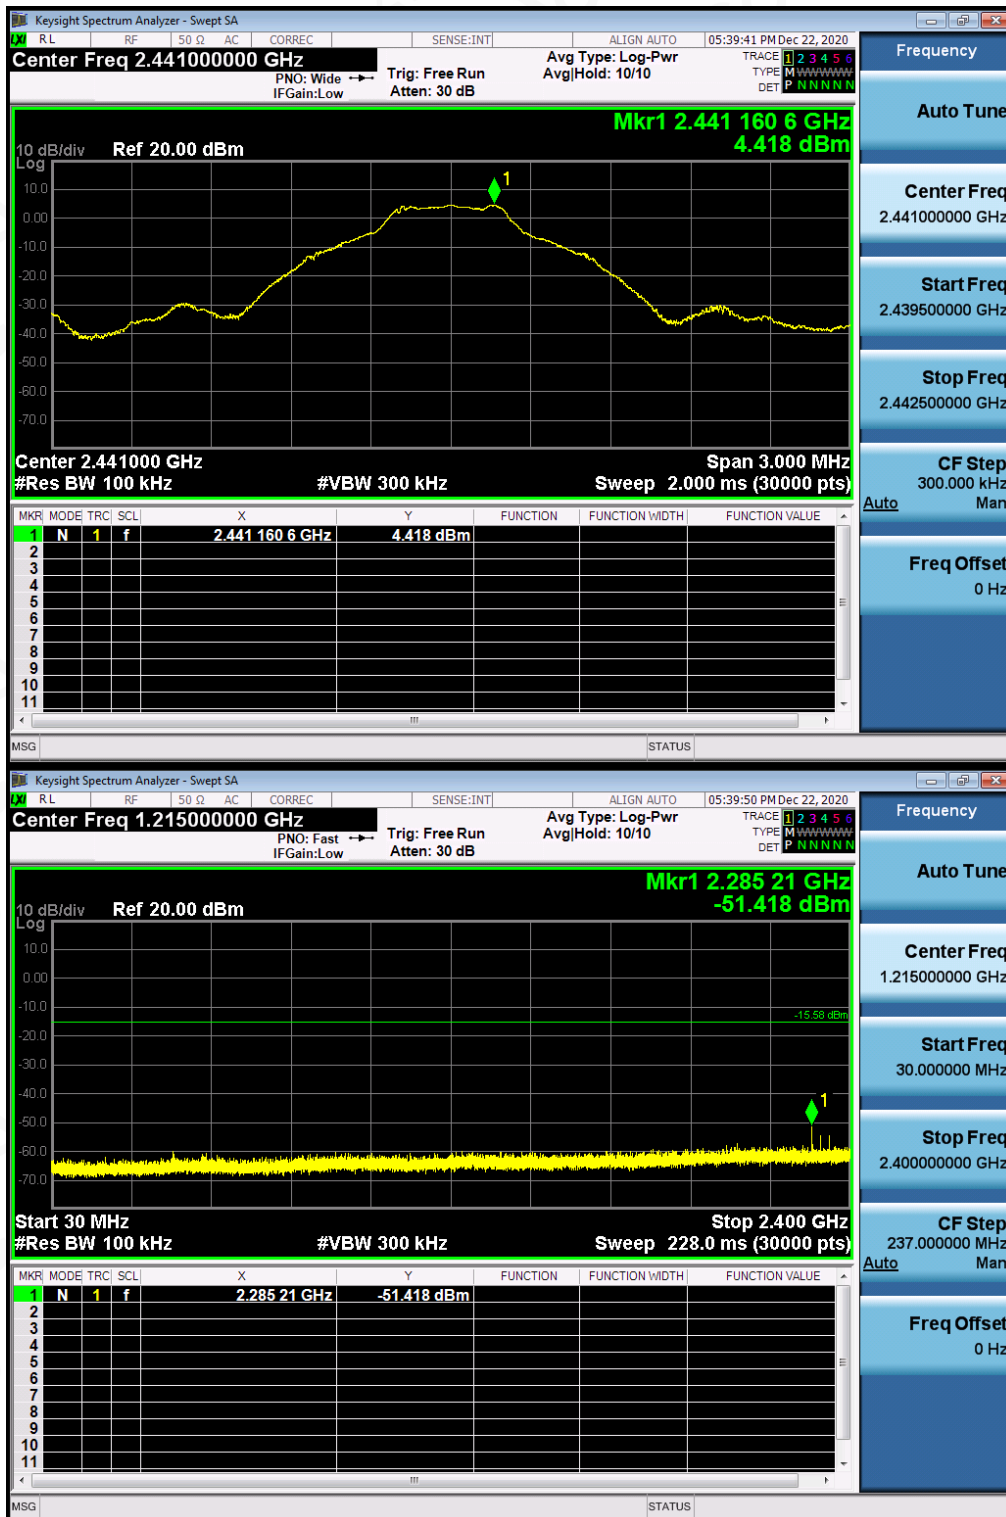 Keysight Spectrum Analyzer - Swept SA
LXI RL RF 50 Ω AC CORREC SENSE:INT ALIGN AUTO 05:39:41 PM Dec 22, 2020
Center Freq 2.441000000 GHz
PNO: Wide
IFGain:Low
Trig: Free Run
Atten: 30 dB
Avg Type: Log-Pwr
Avg|Hold: 10/10
TRACE 1 2 3 4 5 6
TYPE M WWWWW
DET P N N N N N
Frequency
Mkr1 2.441 160 6 GHz
4.418 dBm
10 dB/div Ref 20.00 dBm
Log
10.0
0.00
-10.0
-20.0
-30.0
-40.0
-50.0
-60.0
-70.0
1
Center 2.441000 GHz Span 3.000 MHz
#Res BW 100 kHz #VBW 300 kHz Sweep 2.000 ms (30000 pts)
Auto Tune
Center Freq
2.441000000 GHz
Start Freq
2.439500000 GHz
Stop Freq
2.442500000 GHz
CF Step
300.000 kHz
Auto Man
Freq Offset
0 Hz
MKR MODE TRC SCL X Y FUNCTION FUNCTION WIDTH FUNCTION VALUE
1 N 1 f 2.441 160 6 GHz 4.418 dBm
2
3
4
5
6
7
8
9
10
11
MSG STATUS
Keysight Spectrum Analyzer - Swept SA
LXI RL RF 50 Ω AC CORREC SENSE:INT ALIGN AUTO 05:39:50 PM Dec 22, 2020
Center Freq 1.215000000 GHz
PNO: Fast
IFGain:Low
Trig: Free Run
Atten: 30 dB
Avg Type: Log-Pwr
Avg|Hold: 10/10
TRACE 1 2 3 4 5 6
TYPE M WWWWW
DET P N N N N N
Frequency
Mkr1 2.285 21 GHz
-51.418 dBm
10 dB/div Ref 20.00 dBm
Log
10.0
0.00
-10.0
-20.0
-30.0
-40.0
-50.0
-60.0
-70.0
-15.58 dBm
1
Start 30 MHz Stop 2.400 GHz
#Res BW 100 kHz #VBW 300 kHz Sweep 228.0 ms (30000 pts)
Auto Tune
Center Freq
1.215000000 GHz
Start Freq
30.000000 MHz
Stop Freq
2.400000000 GHz
CF Step
237.000000 MHz
Auto Man
Freq Offset
0 Hz
MKR MODE TRC SCL X Y FUNCTION FUNCTION WIDTH FUNCTION VALUE
1 N 1 f 2.285 21 GHz -51.418 dBm
2
3
4
5
6
7
8
9
10
11
MSG STATUS